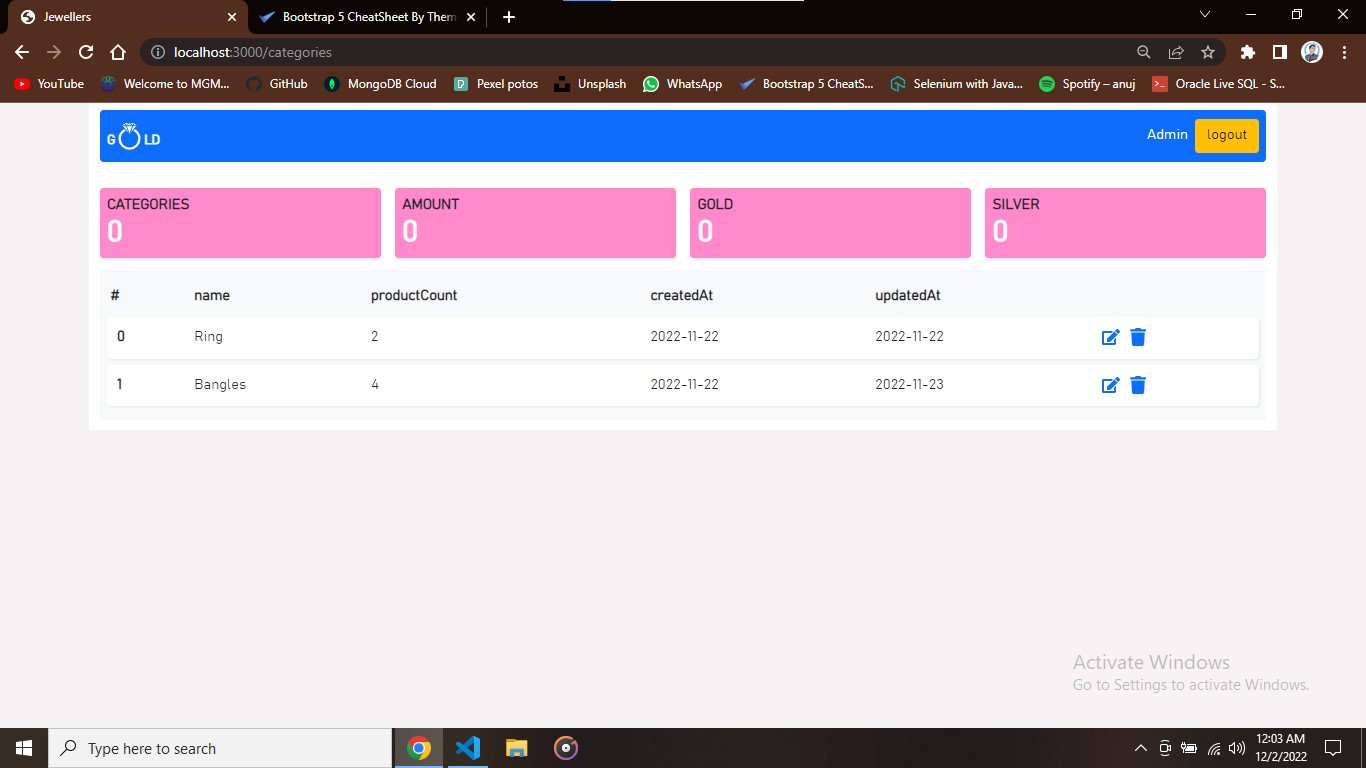 Jewellers
Bootstrap 5 CheatSheet By Them
localhost:3000/categories
YouTube Welcome to MGM... GitHub MongoDB Cloud Pexel potos Unsplash WhatsApp Bootstrap 5 CheatS... Selenium with Java... Spotify – anuj Oracle Live SQL - S...
G LD Admin logout
CATEGORIES AMOUNT GOLD SILVER
0 0 0 0
# name productCount createdAt updatedAt
0 Ring 2 2022-11-22 2022-11-22
1 Bangles 4 2022-11-22 2022-11-23
Activate Windows
Go to Settings to activate Windows.
Type here to search
12:03 AM
12/2/2022